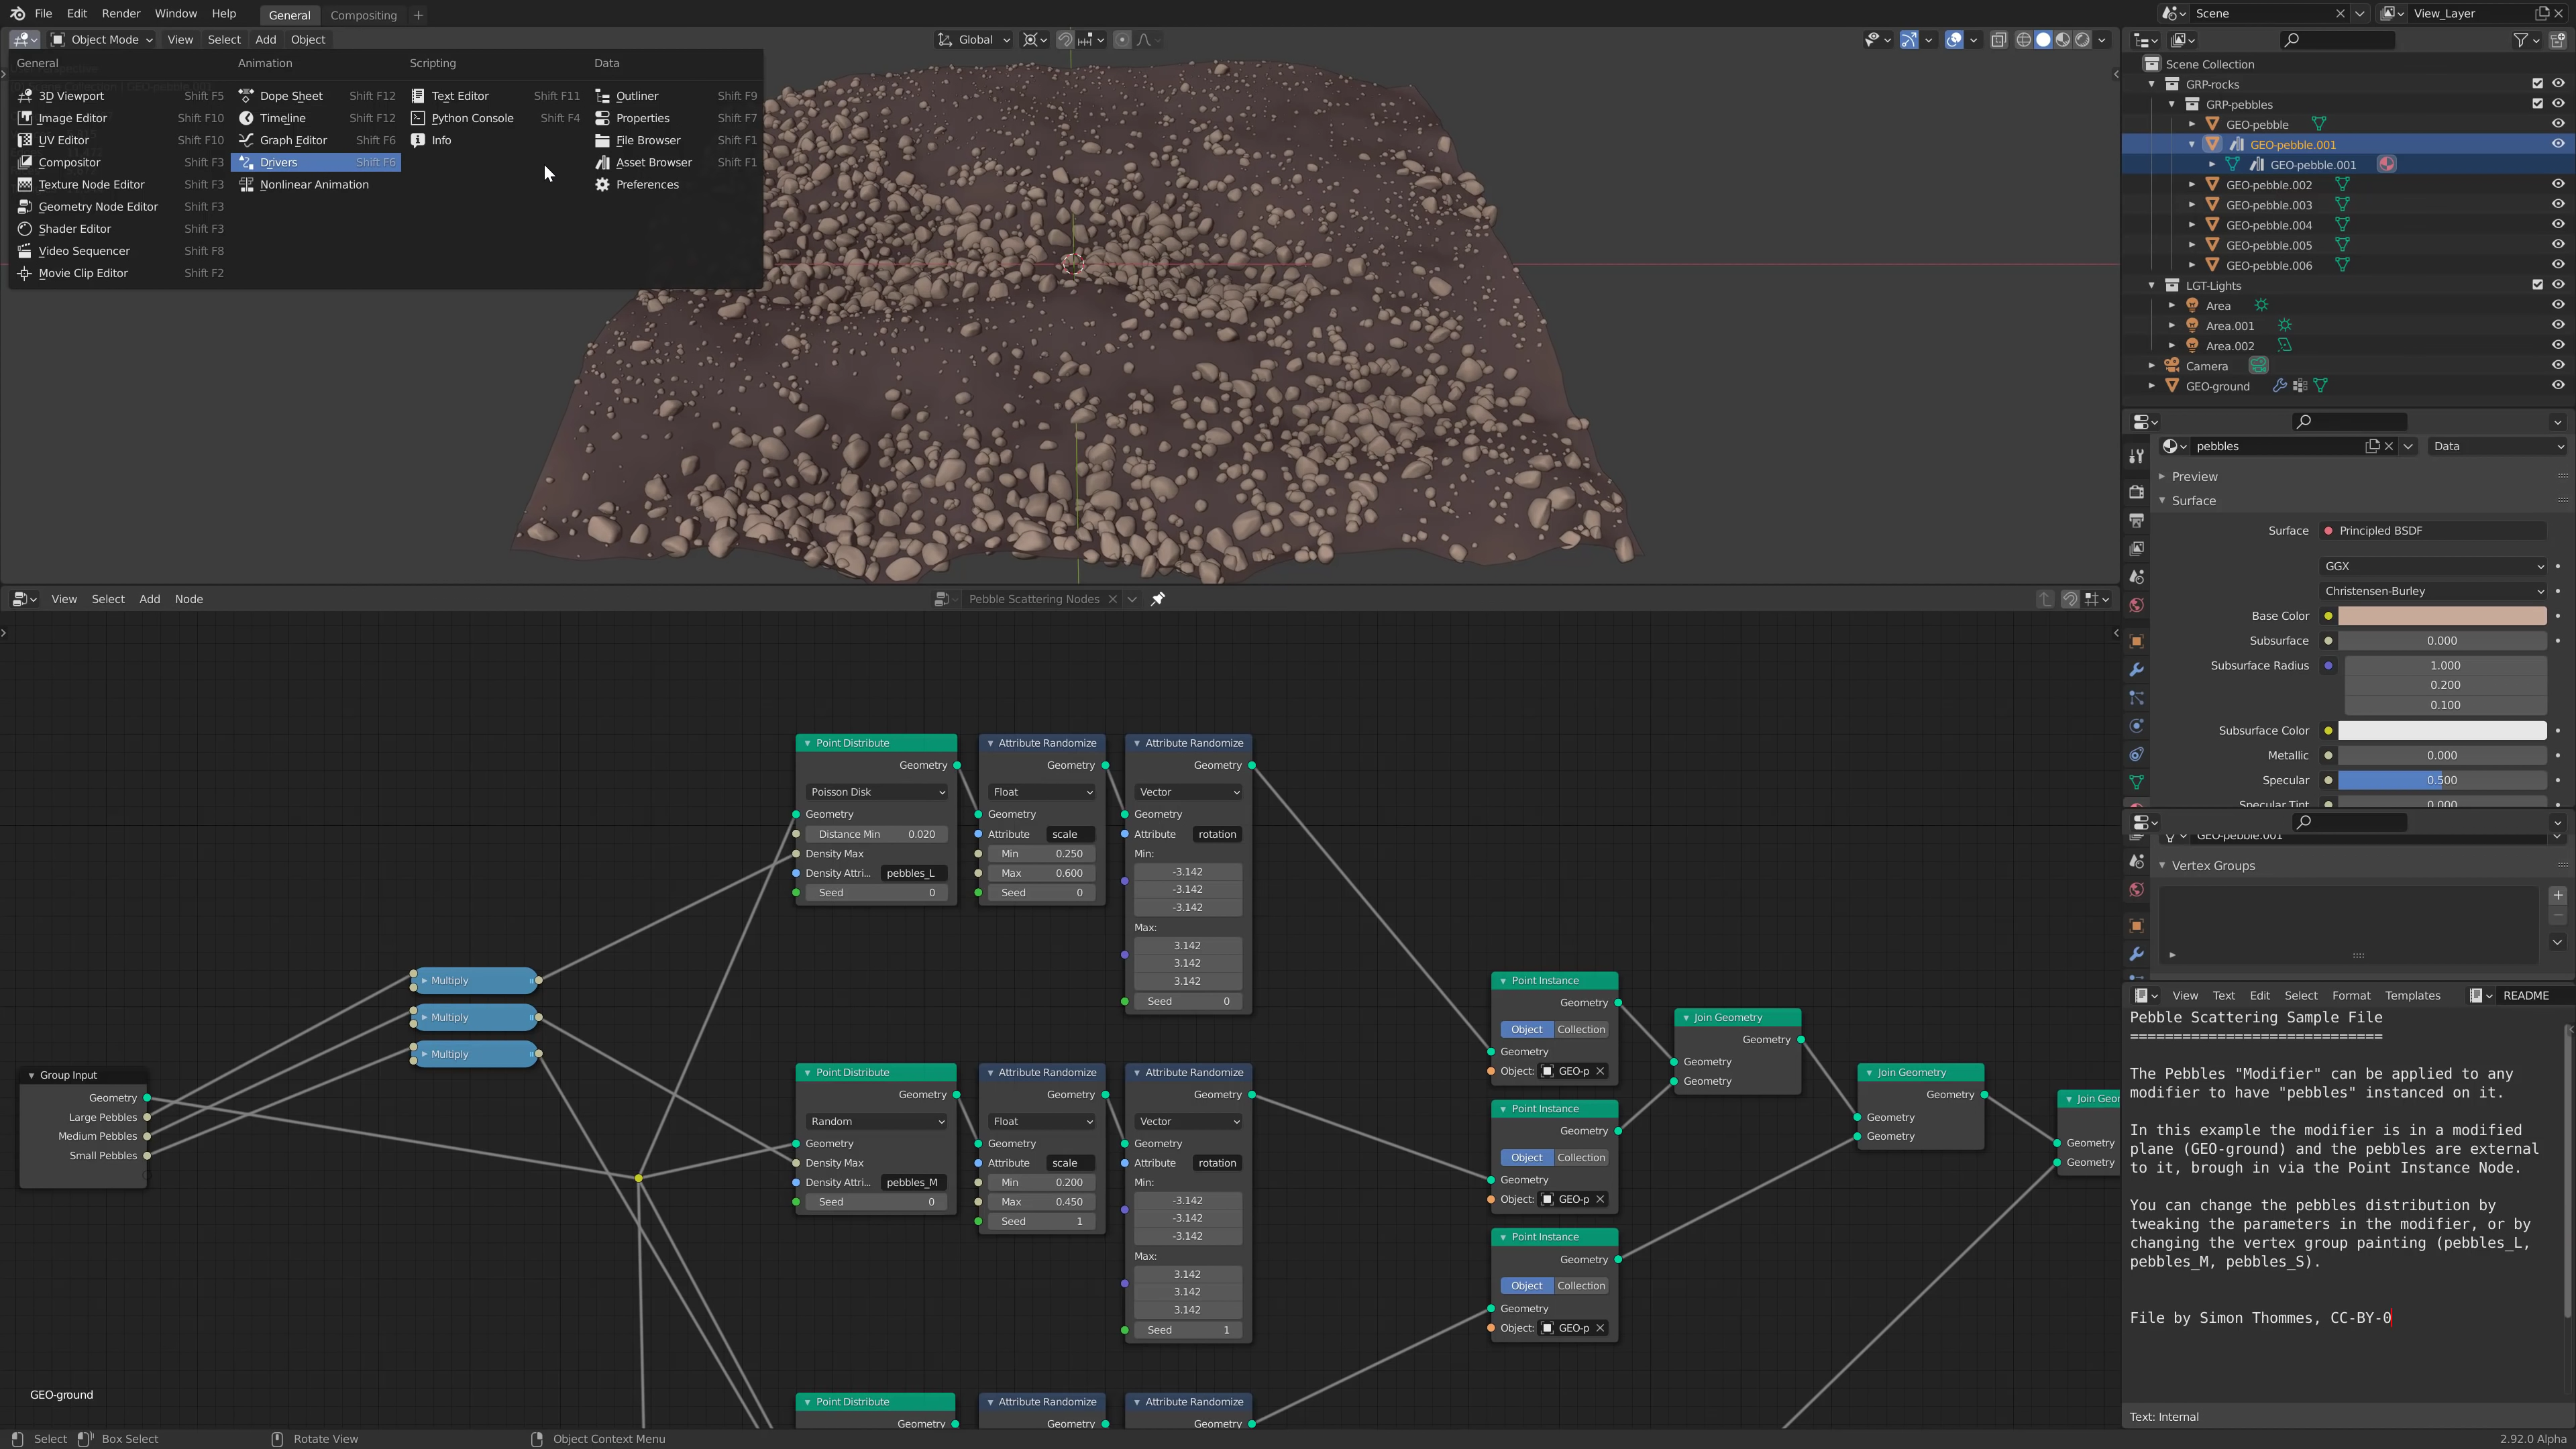 File Edit Render Window Help General Compositing + Scene View_Layer
Object Mode View Select Add Object Global
General Animation Scripting Data
3D Viewport Shift F5 Dope Sheet Shift F12 Text Editor Shift F11 Outliner Shift F9
Image Editor Shift F10 Timeline Shift F12 Python Console Shift F4 Properties Shift F7
UV Editor Shift F10 Graph Editor Shift F6 Info File Browser Shift F1
Compositor Shift F3 Drivers Shift F6 Asset Browser Shift F1
Texture Node Editor Shift F3 Nonlinear Animation Preferences
Geometry Node Editor Shift F3
Shader Editor Shift F3
Video Sequencer Shift F8
Movie Clip Editor Shift F2
Scene Collection
GRP-rocks
GRP-pebbles
GEO-pebble
GEO-pebble.001
GEO-pebble.001
GEO-pebble.002
GEO-pebble.003
GEO-pebble.004
GEO-pebble.005
GEO-pebble.006
LGT-Lights
Area
Area.001
Area.002
Camera
GEO-ground
pebbles Data
Preview
Surface
Surface Principled BSDF
GGX
Christensen-Burley
Base Color
Subsurface 0.000
Subsurface Radius 1.000
0.200
0.100
Subsurface Color
Metallic 0.000
Specular 0.500
Specular Tint 0.000
GEO-pebble.001
Vertex Groups
View Select Add Node Pebble Scattering Nodes
Point Distribute
Geometry
Poisson Disk
Geometry
Distance Min 0.020
Density Max
Density Attri... pebbles_L
Seed 0
Attribute Randomize
Geometry
Float
Geometry
Attribute scale
Min 0.250
Max 0.600
Seed 0
Attribute Randomize
Geometry
Vector
Geometry
Attribute rotation
Min:
-3.142
-3.142
-3.142
Max:
3.142
3.142
3.142
Seed 0
Multiply
Multiply
Multiply
Group Input
Geometry
Large Pebbles
Medium Pebbles
Small Pebbles
Point Distribute
Geometry
Random
Geometry
Density Max
Density Attri... pebbles_M
Seed 0
Attribute Randomize
Geometry
Float
Geometry
Attribute scale
Min 0.200
Max 0.450
Seed 1
Attribute Randomize
Geometry
Vector
Geometry
Attribute rotation
Min:
-3.142
-3.142
-3.142
Max:
3.142
3.142
3.142
Seed 1
Point Instance
Geometry
Object Collection
Geometry
Object: GEO-p
Point Instance
Geometry
Object Collection
Geometry
Object: GEO-p
Point Instance
Geometry
Object Collection
Geometry
Object: GEO-p
Join Geometry
Geometry
Geometry
Geometry
Join Geometry
Geometry
Geometry
Geometry
Join Geor
Geometry
Geometry
Point Distribute
Geometry
Attribute Randomize
Geometry
Attribute Randomize
Geometry
GEO-ground
View Text Edit Select Format Templates README
Pebble Scattering Sample File
=============================
The Pebbles "Modifier" can be applied to any
modifier to have "pebbles" instanced on it.
In this example the modifier is in a modified
plane (GEO-ground) and the pebbles are external
to it, brough in via the Point Instance Node.
You can change the pebbles distribution by
tweaking the parameters in the modifier, or by
changing the vertex group painting (pebbles_L,
pebbles_M, pebbles_S).
File by Simon Thommes, CC-BY-0
Text: Internal
Select Box Select Rotate View Object Context Menu 2.92.0 Alpha